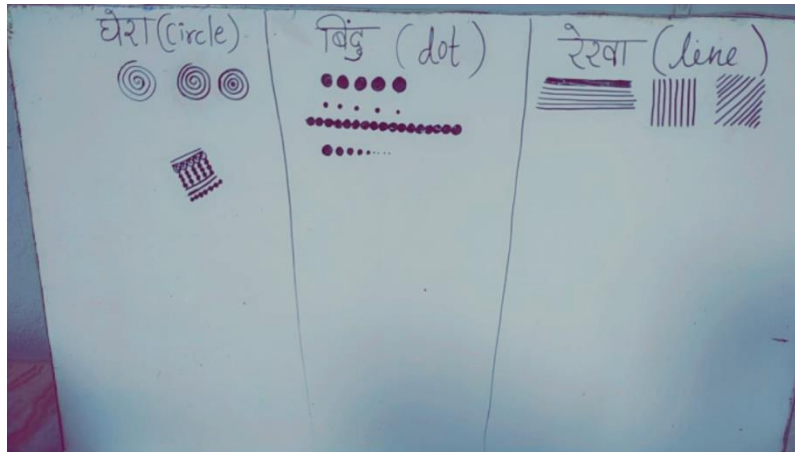 घेरा (circle)
बिंदु (dot)
रेखा (line)